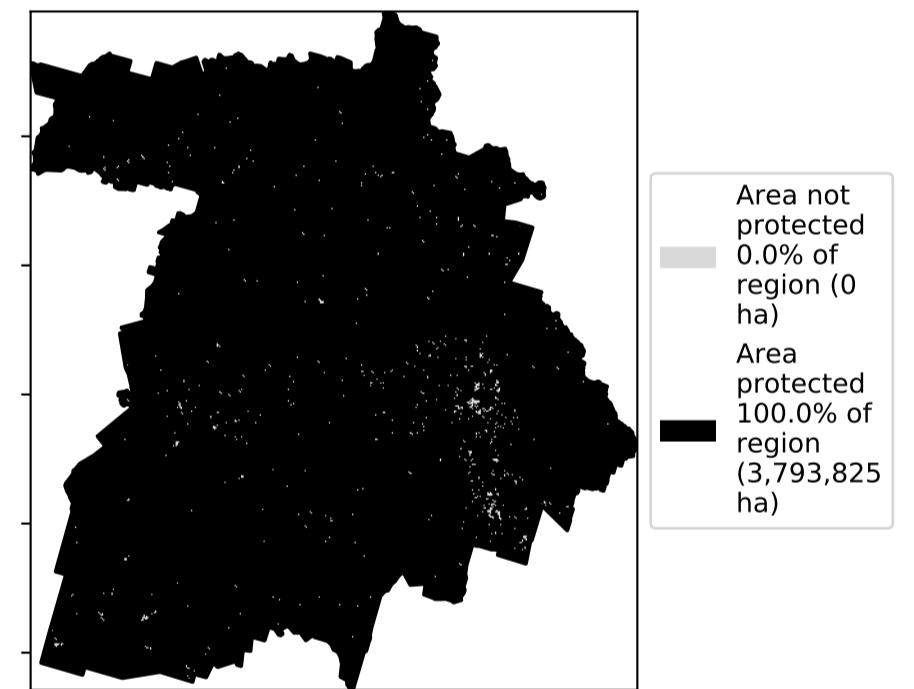 Area not
protected
0.0% of
region (0
ha)
Area
protected
100.0% of
region
(3,793,825
ha)